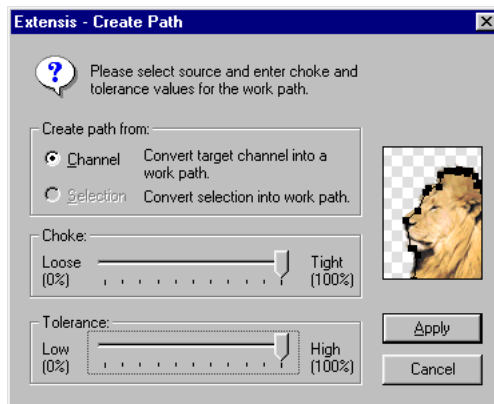 Extensis - Create Path
Please select source and enter choke and
tolerance values for the work path.
Create path from:
Channel Convert target channel into a
work path.
Selection Convert selection into work path.
Choke:
Loose Tight
(0%) (100%)
Tolerance:
Low High
(0%) (100%)
Apply
Cancel